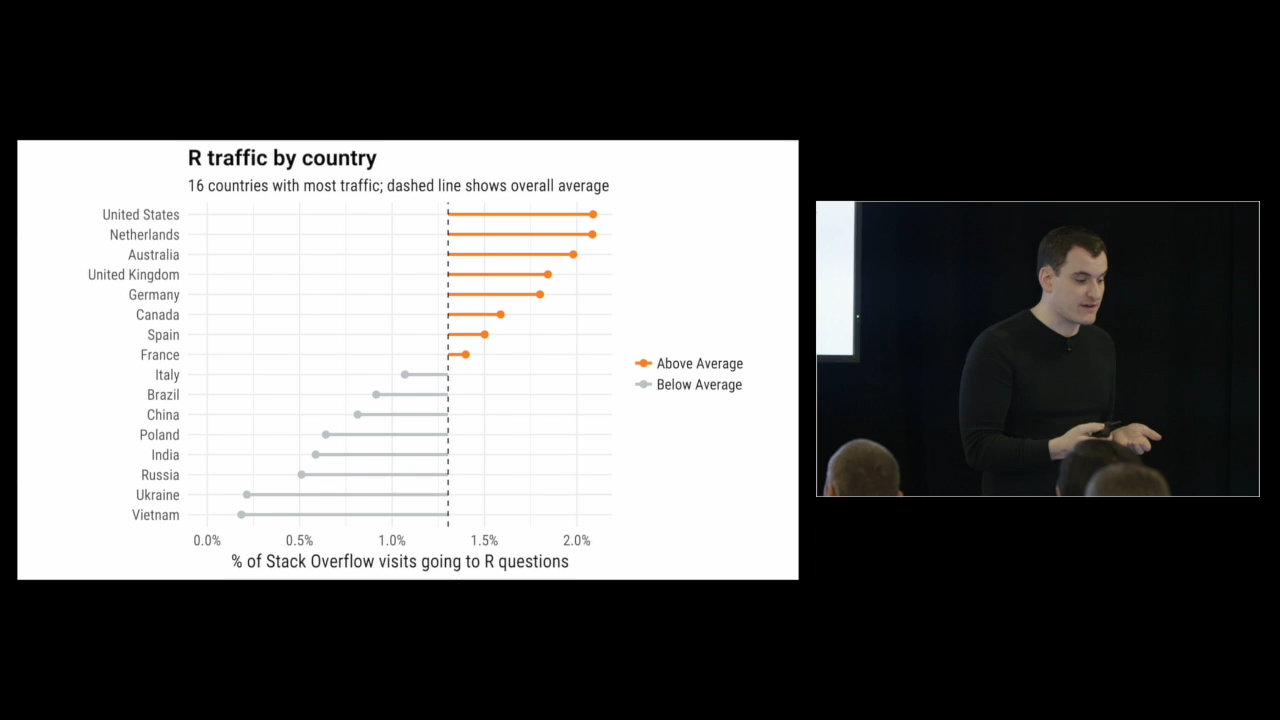 R traffic by country
16 countries with most traffic; dashed line shows overall average
United States
Netherlands
Australia
United Kingdom
Germany
Canada
Spain
France
Italy
Brazil
China
Poland
India
Russia
Ukraine
Vietnam
Above Average
Below Average
0.0% 0.5% 1.0% 1.5% 2.0%
% of Stack Overflow visits going to R questions